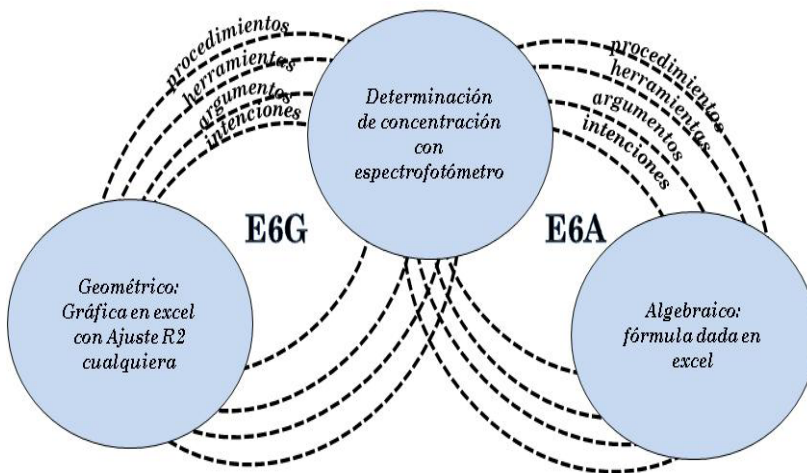 procedimientos
herramientas
argumentos
intenciones
Determinación
de concentración
con
espectrofotómetro
procedimientos
herramientas
argumentos
intenciones
E6G
E6A
Geométrico:
Gráfica en excel
con Ajuste R2
cualquiera
Algebraico:
fórmula dada en
excel